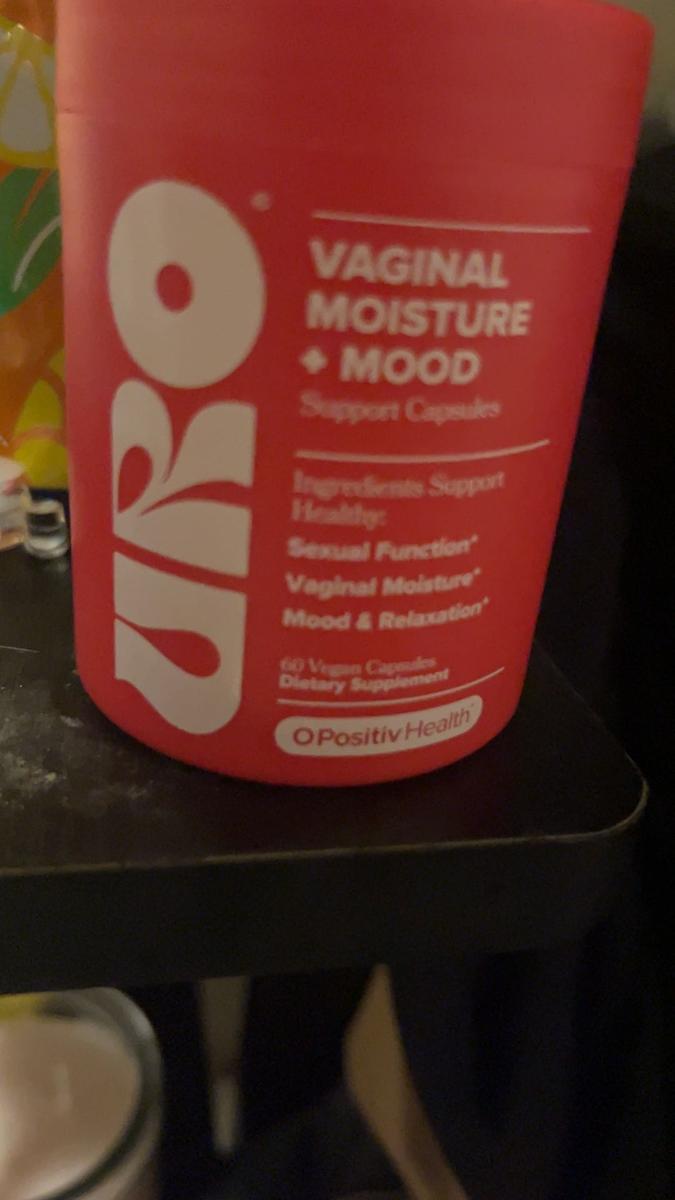 URO
VAGINAL
MOISTURE
+ MOOD
Support Capsules
Ingredients Support
Healthy:
Sexual Function*
Vaginal Moisture*
Mood & Relaxation*
60 Vegan Capsules
Dietary Supplement
OPositivHealth